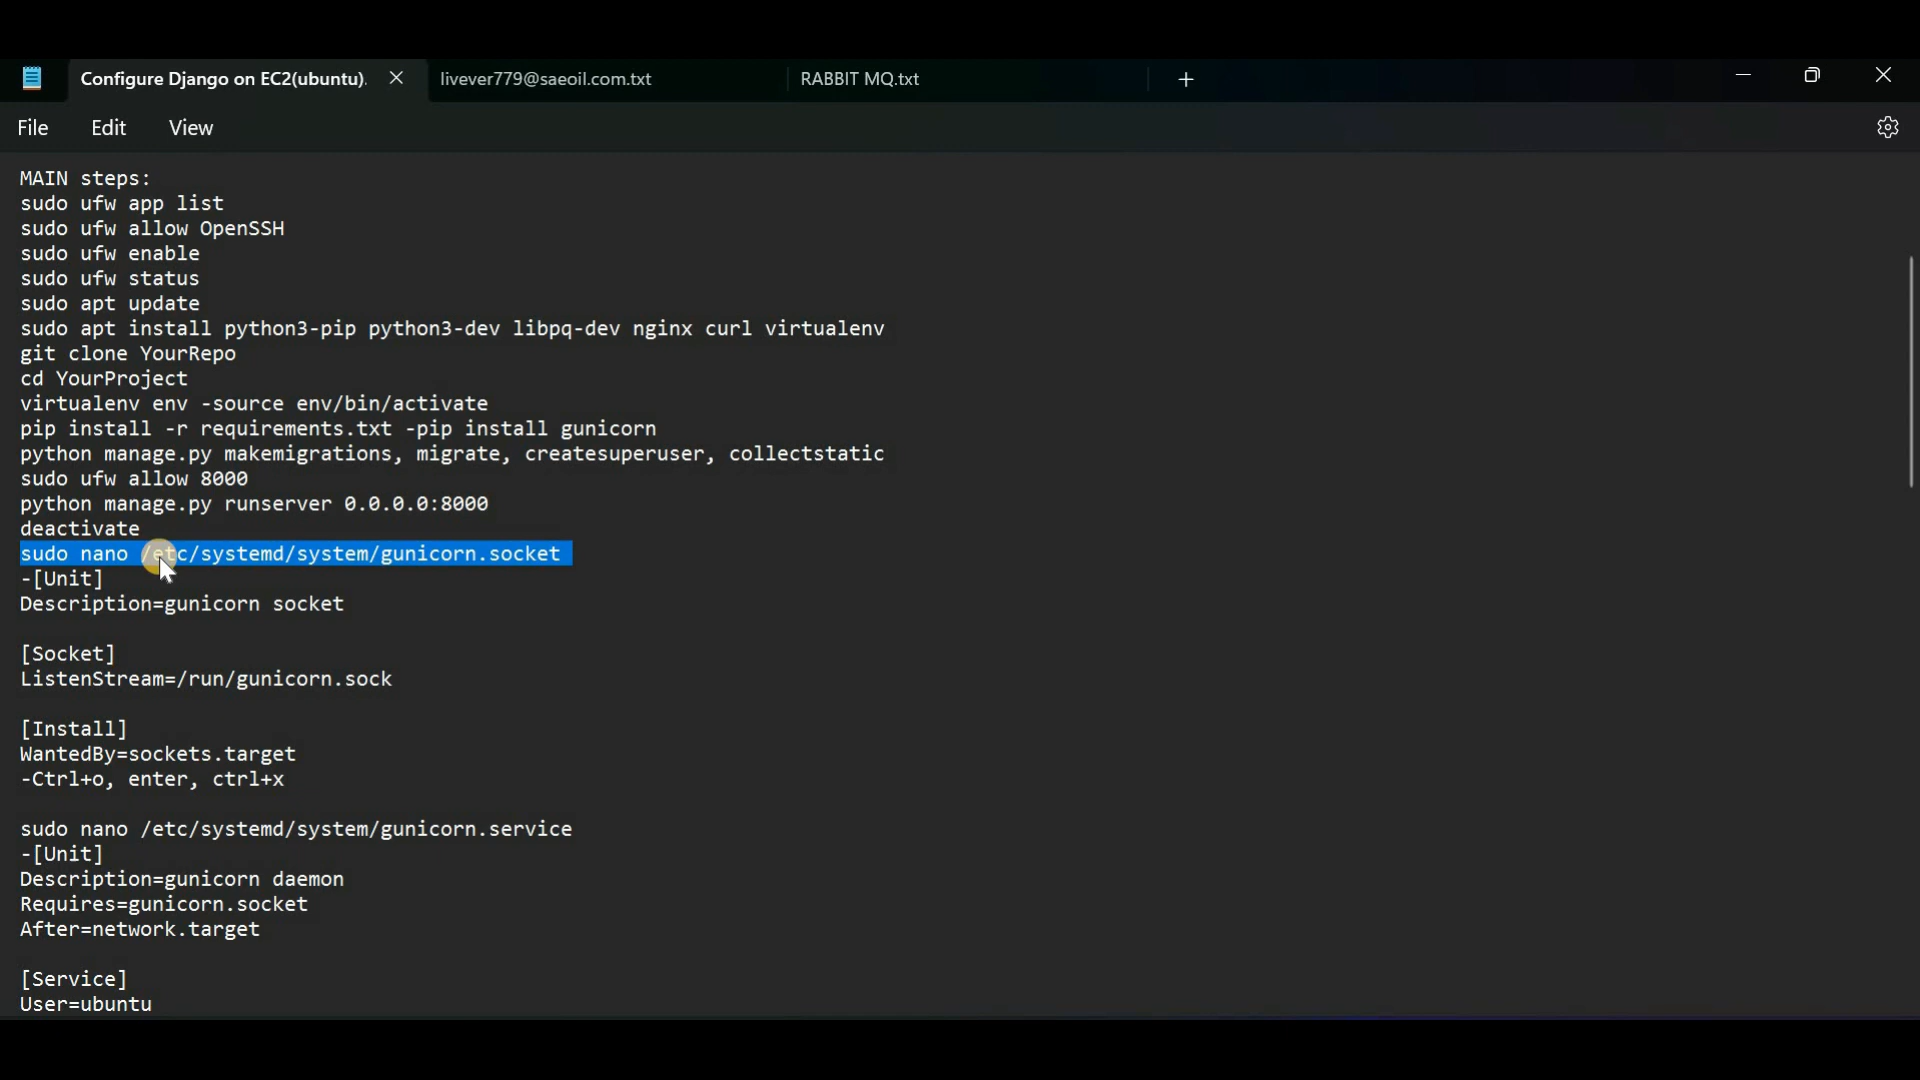 Configure Django on EC2(ubuntu).
livever779@saeoil.com.txt
RABBIT MQ.txt
File Edit View
MAIN steps:
sudo ufw app list
sudo ufw allow OpenSSH
sudo ufw enable
sudo ufw status
sudo apt update
sudo apt install python3-pip python3-dev libpq-dev nginx curl virtualenv
git clone YourRepo
cd YourProject
virtualenv env -source env/bin/activate
pip install -r requirements.txt -pip install gunicorn
python manage.py makemigrations, migrate, createsuperuser, collectstatic
sudo ufw allow 8000
python manage.py runserver 0.0.0.0:8000
deactivate
sudo nano /etc/systemd/system/gunicorn.socket
-[Unit]
Description=gunicorn socket
[Socket]
ListenStream=/run/gunicorn.sock
[Install]
WantedBy=sockets.target
-Ctrl+o, enter, ctrl+x
sudo nano /etc/systemd/system/gunicorn.service
-[Unit]
Description=gunicorn daemon
Requires=gunicorn.socket
After=network.target
[Service]
User=ubuntu